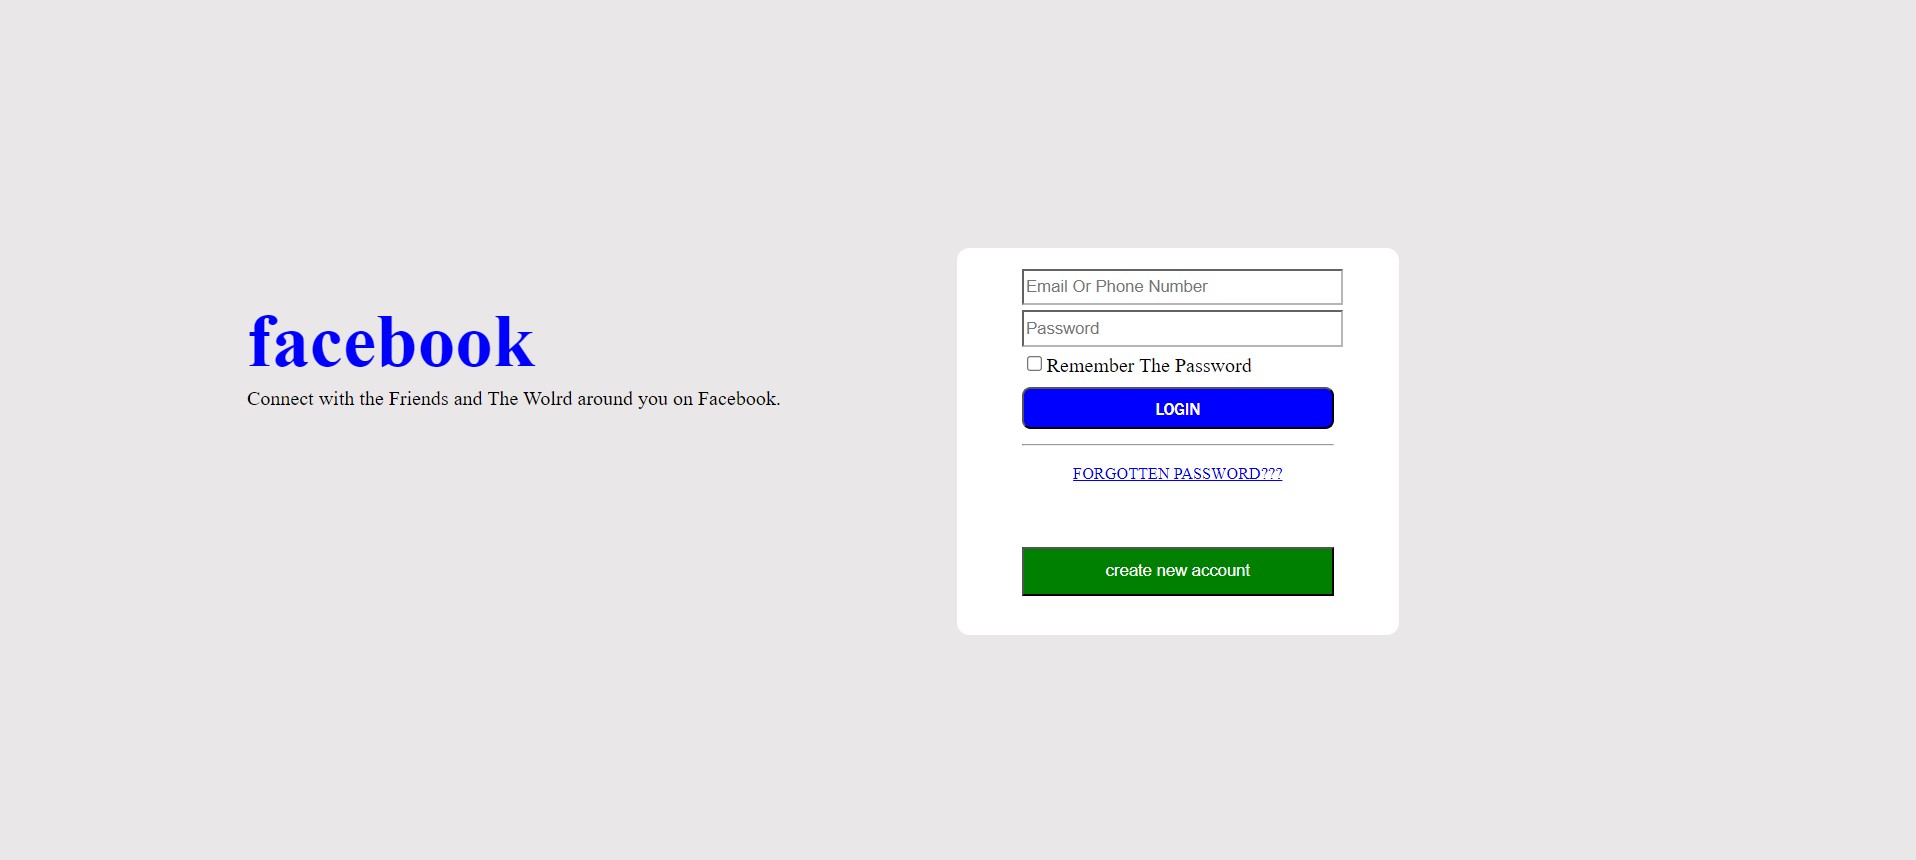 facebook
Connect with the Friends and The Wolrd around you on Facebook.
Email Or Phone Number
Password
Remember The Password
LOGIN
FORGOTTEN PASSWORD???
create new account